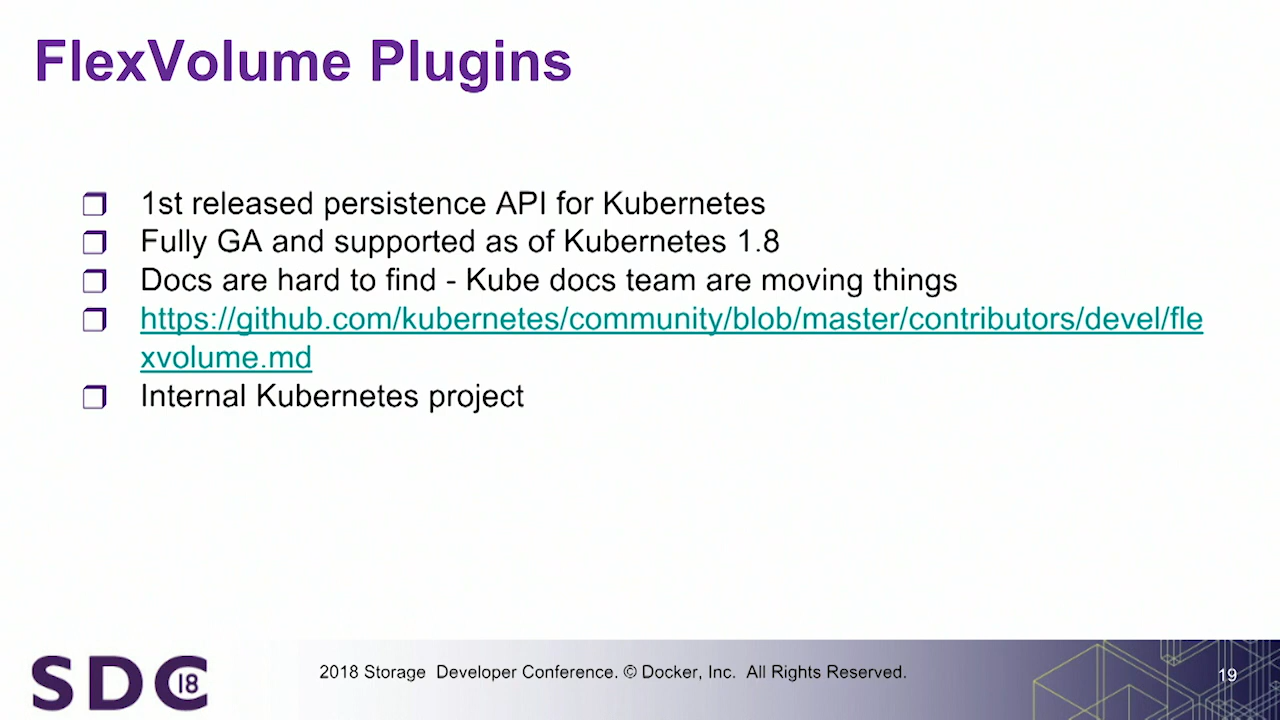 FlexVolume Plugins
1st released persistence API for Kubernetes
Fully GA and supported as of Kubernetes 1.8
Docs are hard to find - Kube docs team are moving things
https://github.com/kubernetes/community/blob/master/contributors/devel/fle
xvolume.md
Internal Kubernetes project
SDC 18
2018 Storage Developer Conference. © Docker, Inc. All Rights Reserved.
19